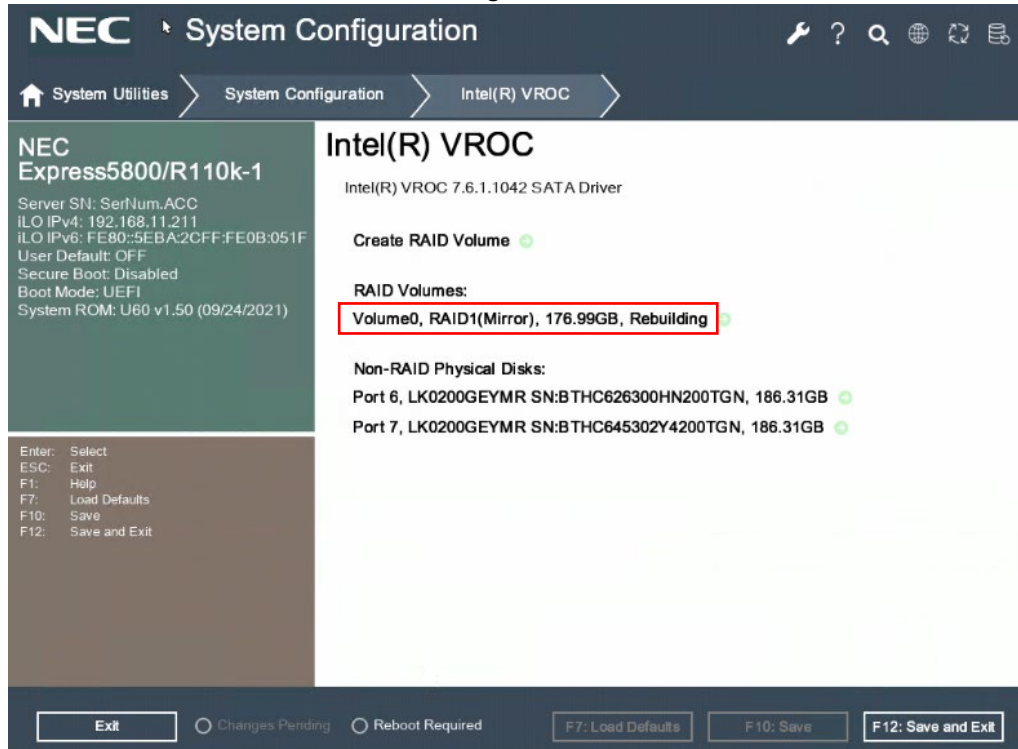 NEC System Configuration
System Utilities System Configuration Intel(R) VROC
NEC
Express5800/R110k-1
Server SN: SerNum.ACC
iLO IPv4: 192.168.11.211
iLO IPv6: FE80::5EBA:2CFF:FE0B:051F
User Default: OFF
Secure Boot: Disabled
Boot Mode: UEFI
System ROM: U60 v1.50 (09/24/2021)
Enter: Select
ESC: Exit
F1: Help
F7: Load Defaults
F10: Save
F12: Save and Exit
Intel(R) VROC
Intel(R) VROC 7.6.1.1042 SATA Driver
Create RAID Volume
RAID Volumes:
Volume0, RAID1(Mirror), 176.99GB, Rebuilding
Non-RAID Physical Disks:
Port 6, LK0200GEYMR SN:BTHC626300HN200TGN, 186.31GB
Port 7, LK0200GEYMR SN:BTHC645302Y4200TGN, 186.31GB
Exit Changes Pending Reboot Required F7: Load Defaults F10: Save F12: Save and Exit